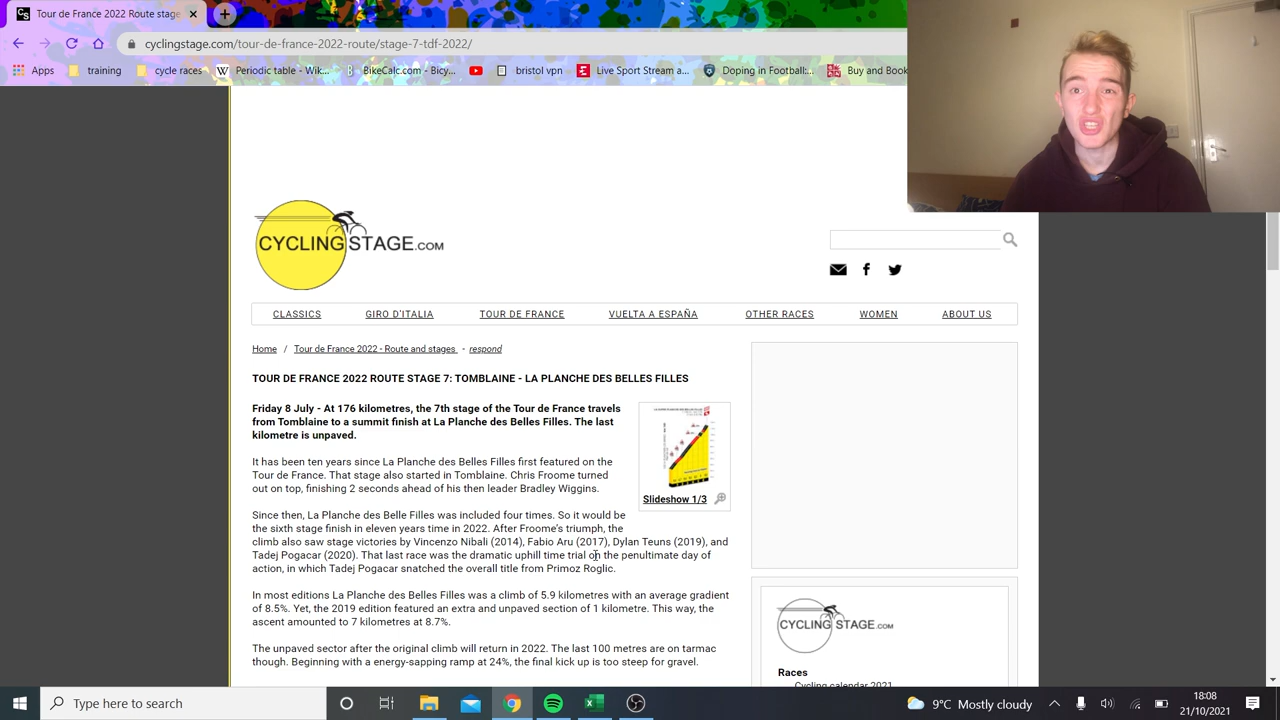 Tour de France 2022 Route stage
cyclingstage.com/tour-de-france-2022-route/stage-7-tdf-2022/
Apps training cycle races Periodic table - Wik... BikeCalc.com - Bicy... bristol vpn Live Sport Stream a... Doping in Football:... Buy and Book
CYCLINGSTAGE.COM
CLASSICS GIRO D'ITALIA TOUR DE FRANCE VUELTA A ESPAÑA OTHER RACES WOMEN ABOUT US
Home / Tour de France 2022 - Route and stages - respond
TOUR DE FRANCE 2022 ROUTE STAGE 7: TOMBLAINE - LA PLANCHE DES BELLES FILLES
Friday 8 July - At 176 kilometres, the 7th stage of the Tour de France travels
from Tomblaine to a summit finish at La Planche des Belles Filles. The last
kilometre is unpaved.
Slideshow 1/3
It has been ten years since La Planche des Belles Filles first featured on the
Tour de France. That stage also started in Tomblaine. Chris Froome turned
out on top, finishing 2 seconds ahead of his then leader Bradley Wiggins.
Since then, La Planche des Belle Filles was included four times. So it would be
the sixth stage finish in eleven years time in 2022. After Froome's triumph, the
climb also saw stage victories by Vincenzo Nibali (2014), Fabio Aru (2017), Dylan Teuns (2019), and
Tadej Pogacar (2020). That last race was the dramatic uphill time trial on the penultimate day of
action, in which Tadej Pogacar snatched the overall title from Primoz Roglic.
In most editions La Planche des Belles Filles was a climb of 5.9 kilometres with an average gradient
of 8.5%. Yet, the 2019 edition featured an extra and unpaved section of 1 kilometre. This way, the
ascent amounted to 7 kilometres at 8.7%.
The unpaved sector after the original climb will return in 2022. The last 100 metres are on tarmac
though. Beginning with a energy-sapping ramp at 24%, the final kick up is too steep for gravel.
CYCLINGSTAGE.COM
Races
Cycling calendar 2021
Type here to search
9°C Mostly cloudy
18:08
21/10/2021